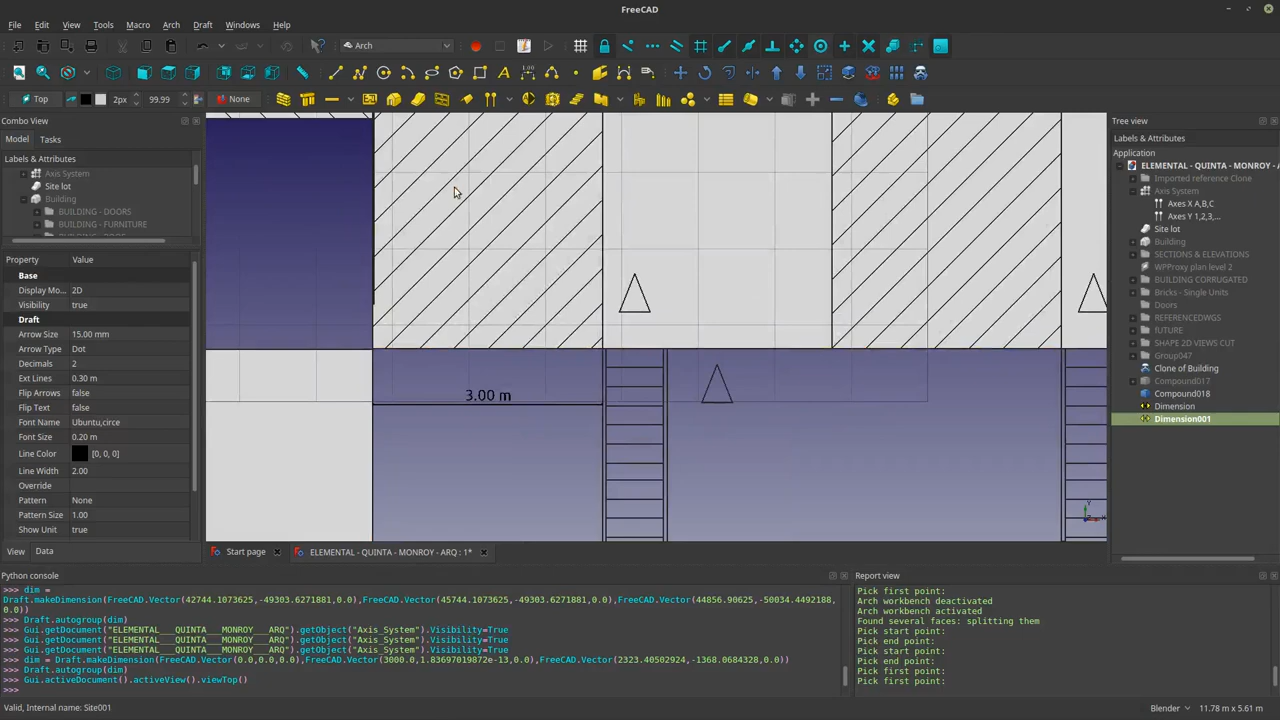 FreeCAD
File Edit View Tools Macro Arch Draft Windows Help
Arch
Top 2px 99.99 None
Combo View
Model Tasks
Labels & Attributes
Axis System
Site lot
Building
BUILDING - DOORS
BUILDING - FURNITURE
Property Value
Base
Display Mo... 2D
Visibility true
Draft
Arrow Size 15.00 mm
Arrow Type Dot
Decimals 2
Ext Lines 0.30 m
Flip Arrows false
Flip Text false
Font Name Ubuntu,circe
Font Size 0.20 m
Line Color [0, 0, 0]
Line Width 2.00
Override
Pattern None
Pattern Size 1.00
Show Unit true
View Data
3.00 m
Start page ELEMENTAL - QUINTA - MONROY - ARQ : 1*
Tree view
Labels & Attributes
Application
ELEMENTAL - QUINTA - MONROY - A
Imported reference Clone
Axis System
Axes X A,B,C
Axes Y 1,2,3,...
Site lot
Building
SECTIONS & ELEVATIONS
WPProxy plan level 2
BUILDING CORRUGATED
Bricks - Single Units
Doors
REFERENCEDWGS
fUTURE
SHAPE 2D VIEWS CUT
Group047
Clone of Building
Compound017
Compound018
Dimension
Dimension001
Python console
>>> dim =
Draft.makeDimension(FreeCAD.Vector(42744.1073625,-49303.6271881,0.0),FreeCAD.Vector(45744.1073625,-49303.6271881,0.0),FreeCAD.Vector(44856.90625,-50034.4492188,
0.0))
>>> Draft.autogroup(dim)
>>> Gui.getDocument("ELEMENTAL___QUINTA___MONROY___ARQ").getObject("Axis_System").Visibility=True
>>> Gui.getDocument("ELEMENTAL___QUINTA___MONROY___ARQ").getObject("Axis_System").Visibility=True
>>> Gui.getDocument("ELEMENTAL___QUINTA___MONROY___ARQ").getObject("Axis_System").Visibility=True
>>> dim = Draft.makeDimension(FreeCAD.Vector(0.0,0.0,0.0),FreeCAD.Vector(3000.0,1.83697019872e-13,0.0),FreeCAD.Vector(2323.40502924,-1368.0684328,0.0))
>>> Draft.autogroup(dim)
>>> Gui.activeDocument().activeView().viewTop()
>>>
Report view
Pick first point:
Arch workbench deactivated
Arch workbench activated
Found several faces: splitting them
Pick start point:
Pick end point:
Pick start point:
Pick end point:
Pick first point:
Pick first point:
Valid, Internal name: Site001
Blender 11.78 m x 5.61 m